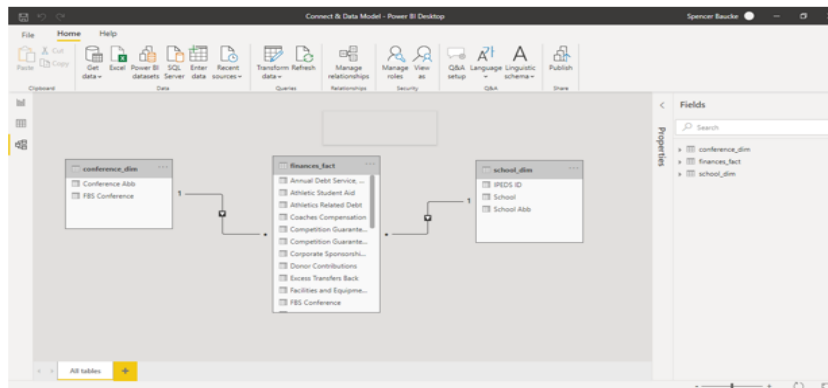 Connect & Data Model - Power BI Desktop
Spencer Baucke
File Home Help
Paste
Cut
Copy
Get data
Excel
Power BI datasets
SQL Server
Enter data
Recent sources
Transform data
Refresh
Manage relationships
Manage roles
View as
Q&A setup
Language
Linguistic schema
Publish
Clipboard
Data
Queries
Relationships
Security
Q&A
Share
conference_dim
Conference Abb
FBS Conference
1
*
finances_fact
Annual Debt Service, ...
Athletic Student Aid
Athletics Related Debt
Coaches Compensation
Competition Guarante...
Competition Guarante...
Corporate Sponsorshi...
Donor Contributions
Excess Transfers Back
Facilities and Equipme...
FBS Conference
*
1
school_dim
IPEDS ID
School
School Abb
Properties
Fields
Search
conference_dim
finances_fact
school_dim
All tables